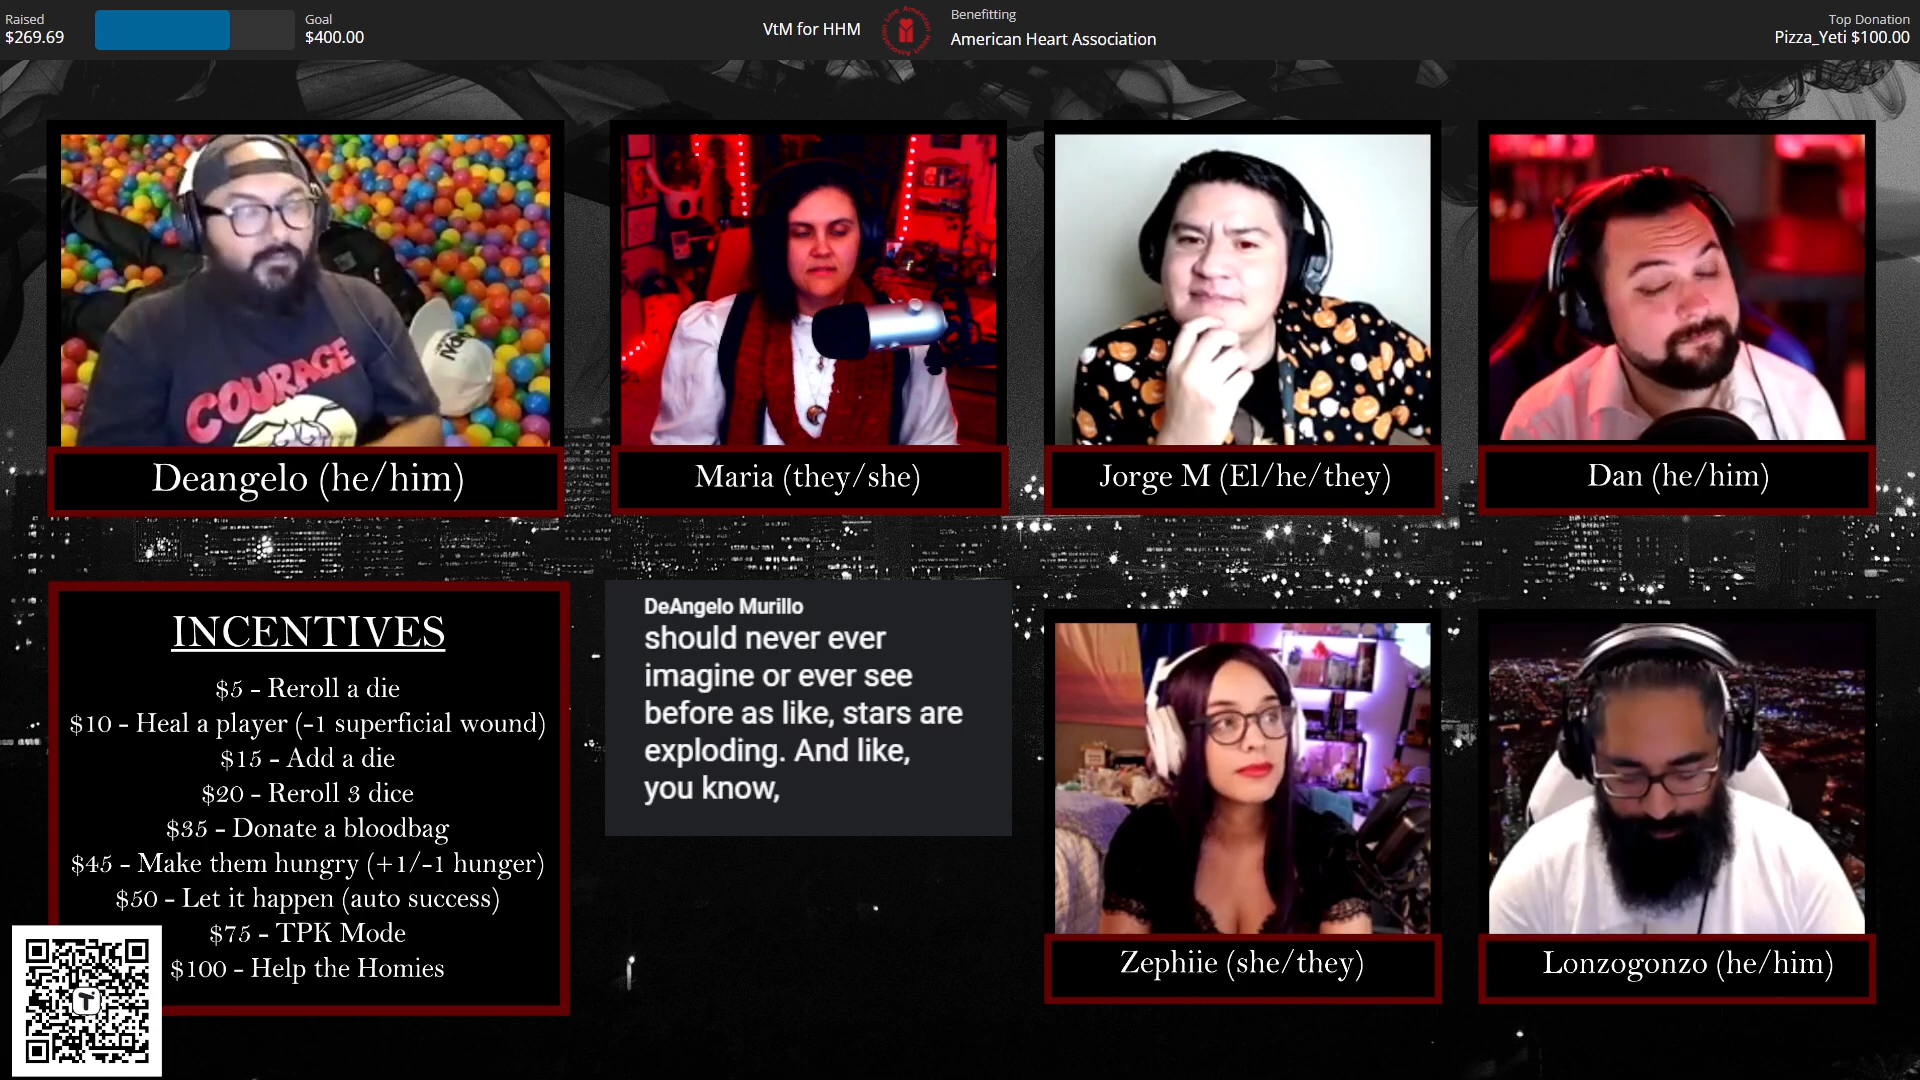 Raised
$269.69
Goal
$400.00
VtM for HHM
Benefitting
American Heart Association
Top Donation
Pizza_Yeti $100.00
COURAGE
Deangelo (he/him)
Maria (they/she)
Jorge M (El/he/they)
Dan (he/him)
INCENTIVES
$5 - Reroll a die
$10 - Heal a player (-1 superficial wound)
$15 - Add a die
$20 - Reroll 3 dice
$35 - Donate a bloodbag
$45 - Make them hungry (+1/-1 hunger)
$50 - Let it happen (auto success)
$75 - TPK Mode
$100 - Help the Homies
DeAngelo Murillo
should never ever
imagine or ever see
before as like, stars are
exploding. And like,
you know,
Zephiie (she/they)
Lonzogonzo (he/him)